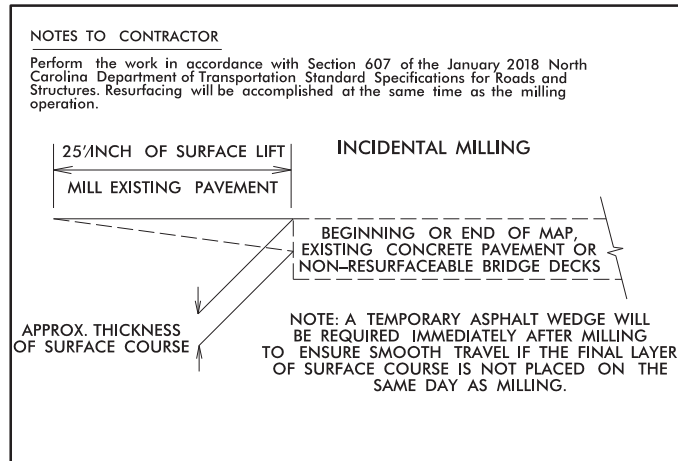 NOTES TO CONTRACTOR
Perform the work in accordance with Section 607 of the January 2018 North
Carolina Department of Transportation Standard Specifications for Roads and
Structures. Resurfacing will be accomplished at the same time as the milling
operation.
25'/INCH OF SURFACE LIFT
INCIDENTAL MILLING
MILL EXISTING PAVEMENT
BEGINNING OR END OF MAP,
EXISTING CONCRETE PAVEMENT OR
NON-RESURFACEABLE BRIDGE DECKS
APPROX. THICKNESS
OF SURFACE COURSE
NOTE: A TEMPORARY ASPHALT WEDGE WILL
BE REQUIRED IMMEDIATELY AFTER MILLING
TO ENSURE SMOOTH TRAVEL IF THE FINAL LAYER
OF SURFACE COURSE IS NOT PLACED ON THE
SAME DAY AS MILLING.